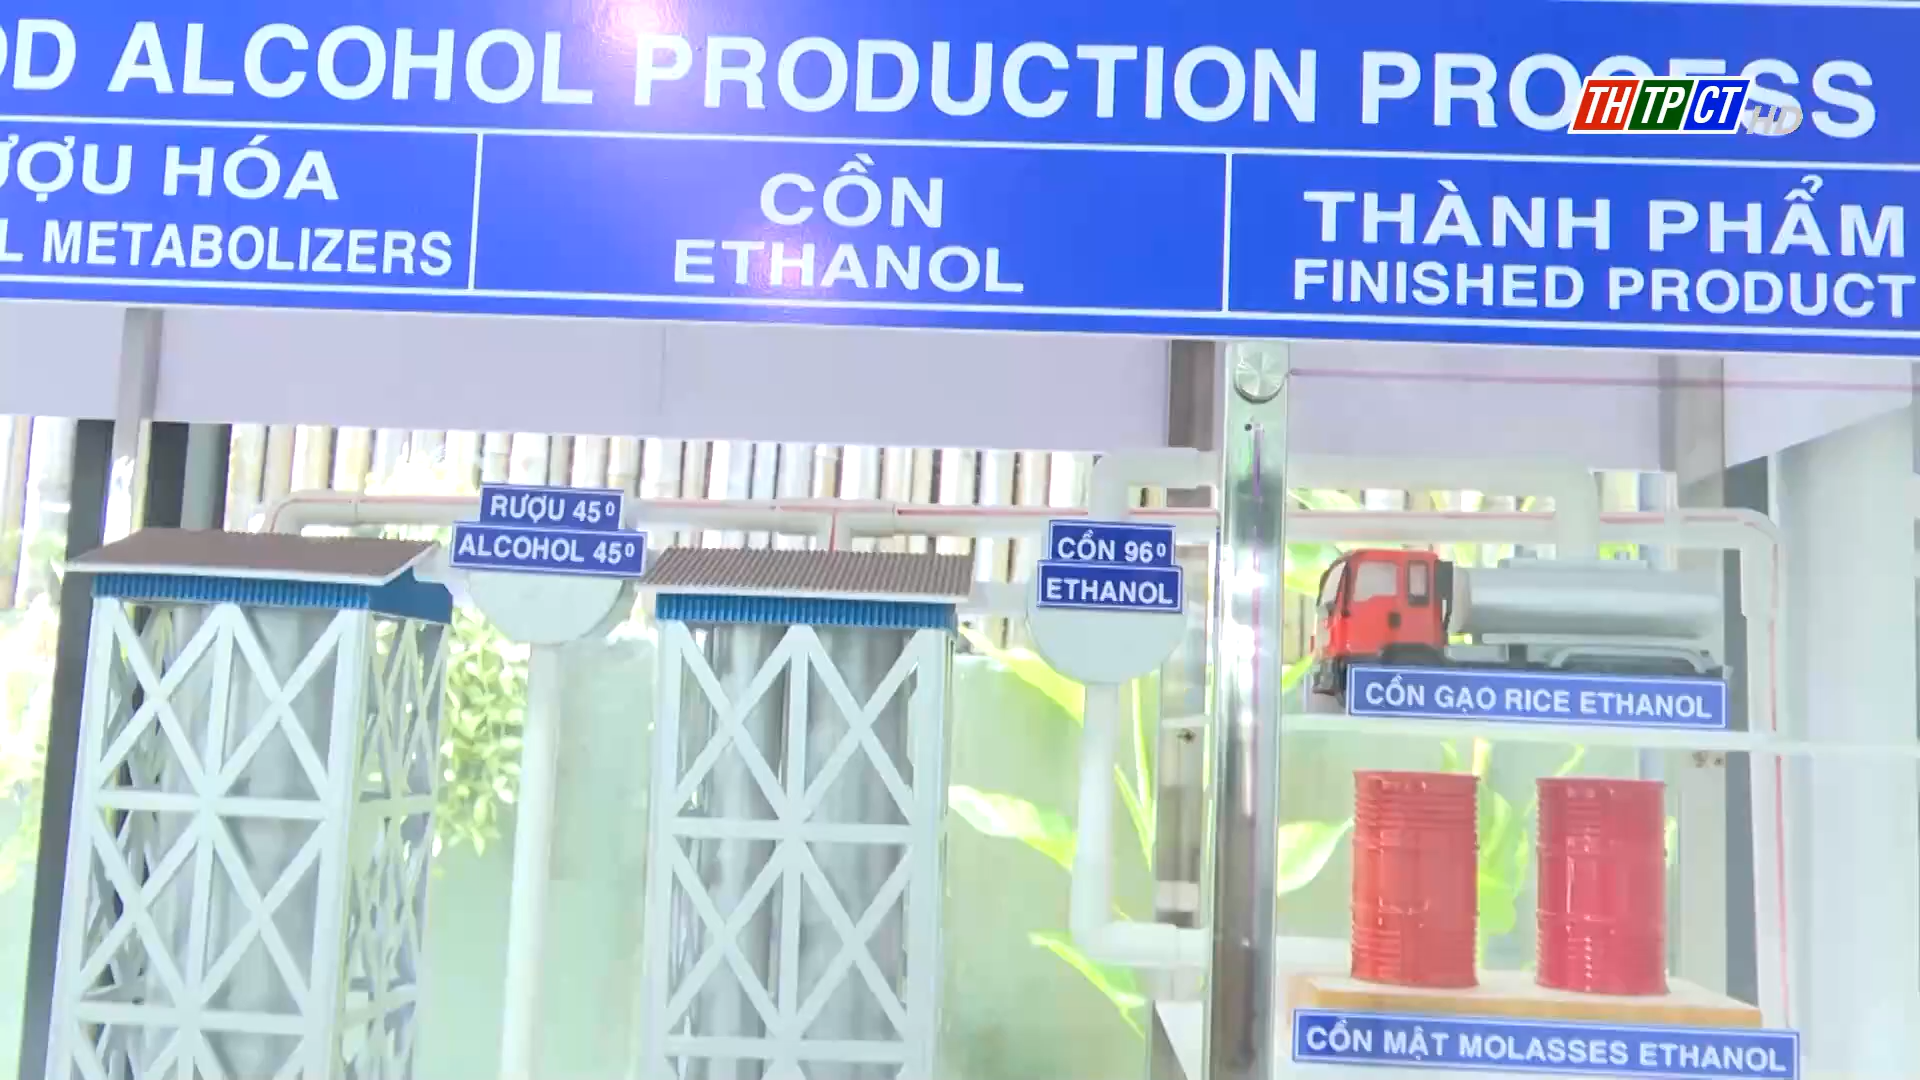 OD ALCOHOL PRODUCTION PROCESS
THTPCT HD
ƯỢU HÓA
L METABOLIZERS
CỒN
ETHANOL
THÀNH PHẨM
FINISHED PRODUCT
RƯỢU 45⁰
ALCOHOL 45⁰
CỒN 96⁰
ETHANOL
CỒN GẠO RICE ETHANOL
CỒN MẬT MOLASSES ETHANOL